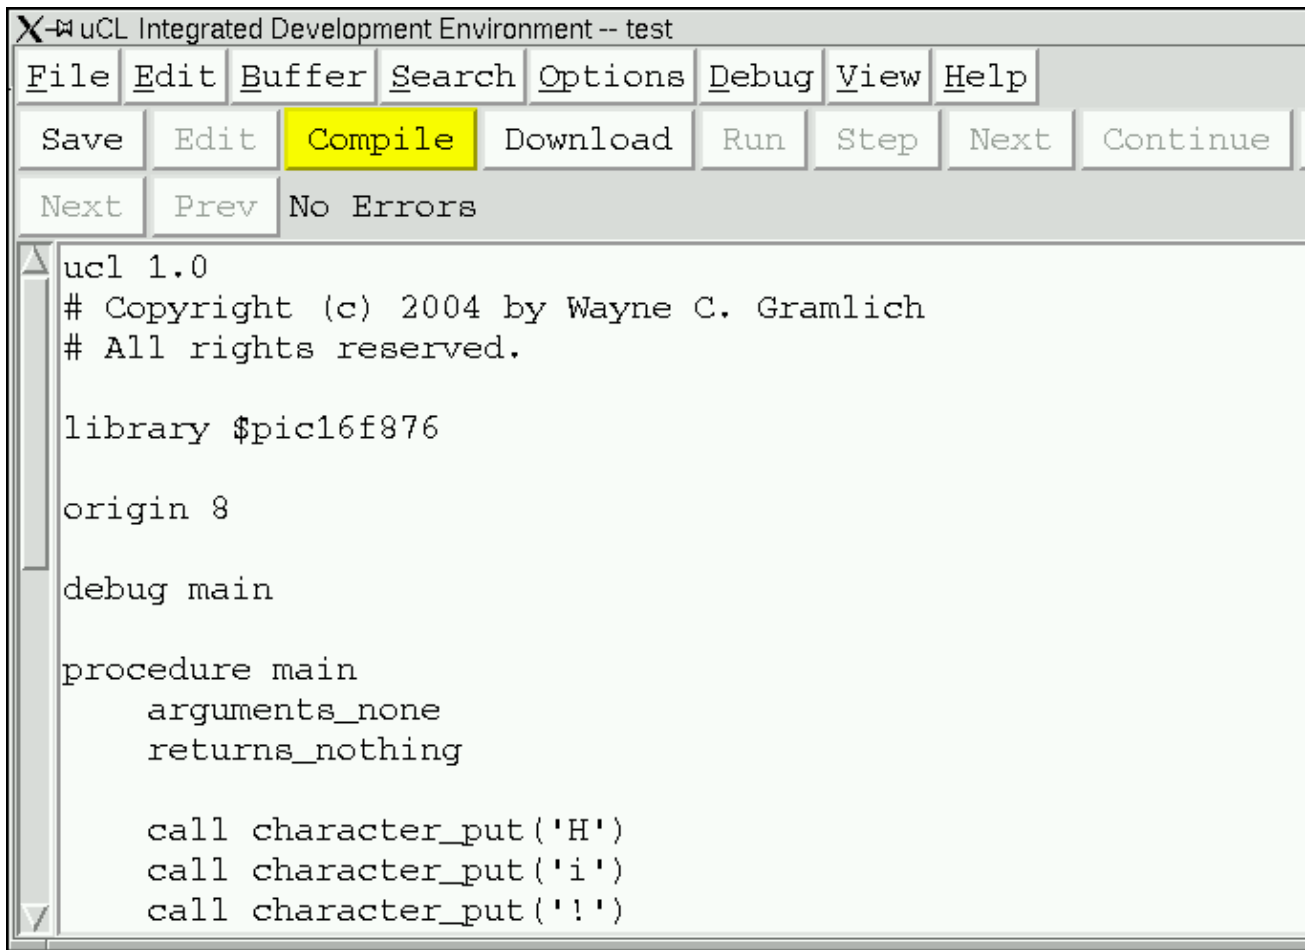 uCL Integrated Development Environment -- test
File Edit Buffer Search Options Debug View Help
Save Edit Compile Download Run Step Next Continue
Next Prev No Errors
ucl 1.0
# Copyright (c) 2004 by Wayne C. Gramlich
# All rights reserved.
library $pic16f876
origin 8
debug main
procedure main
arguments_none
returns_nothing
call character_put('H')
call character_put('i')
call character_put('!')